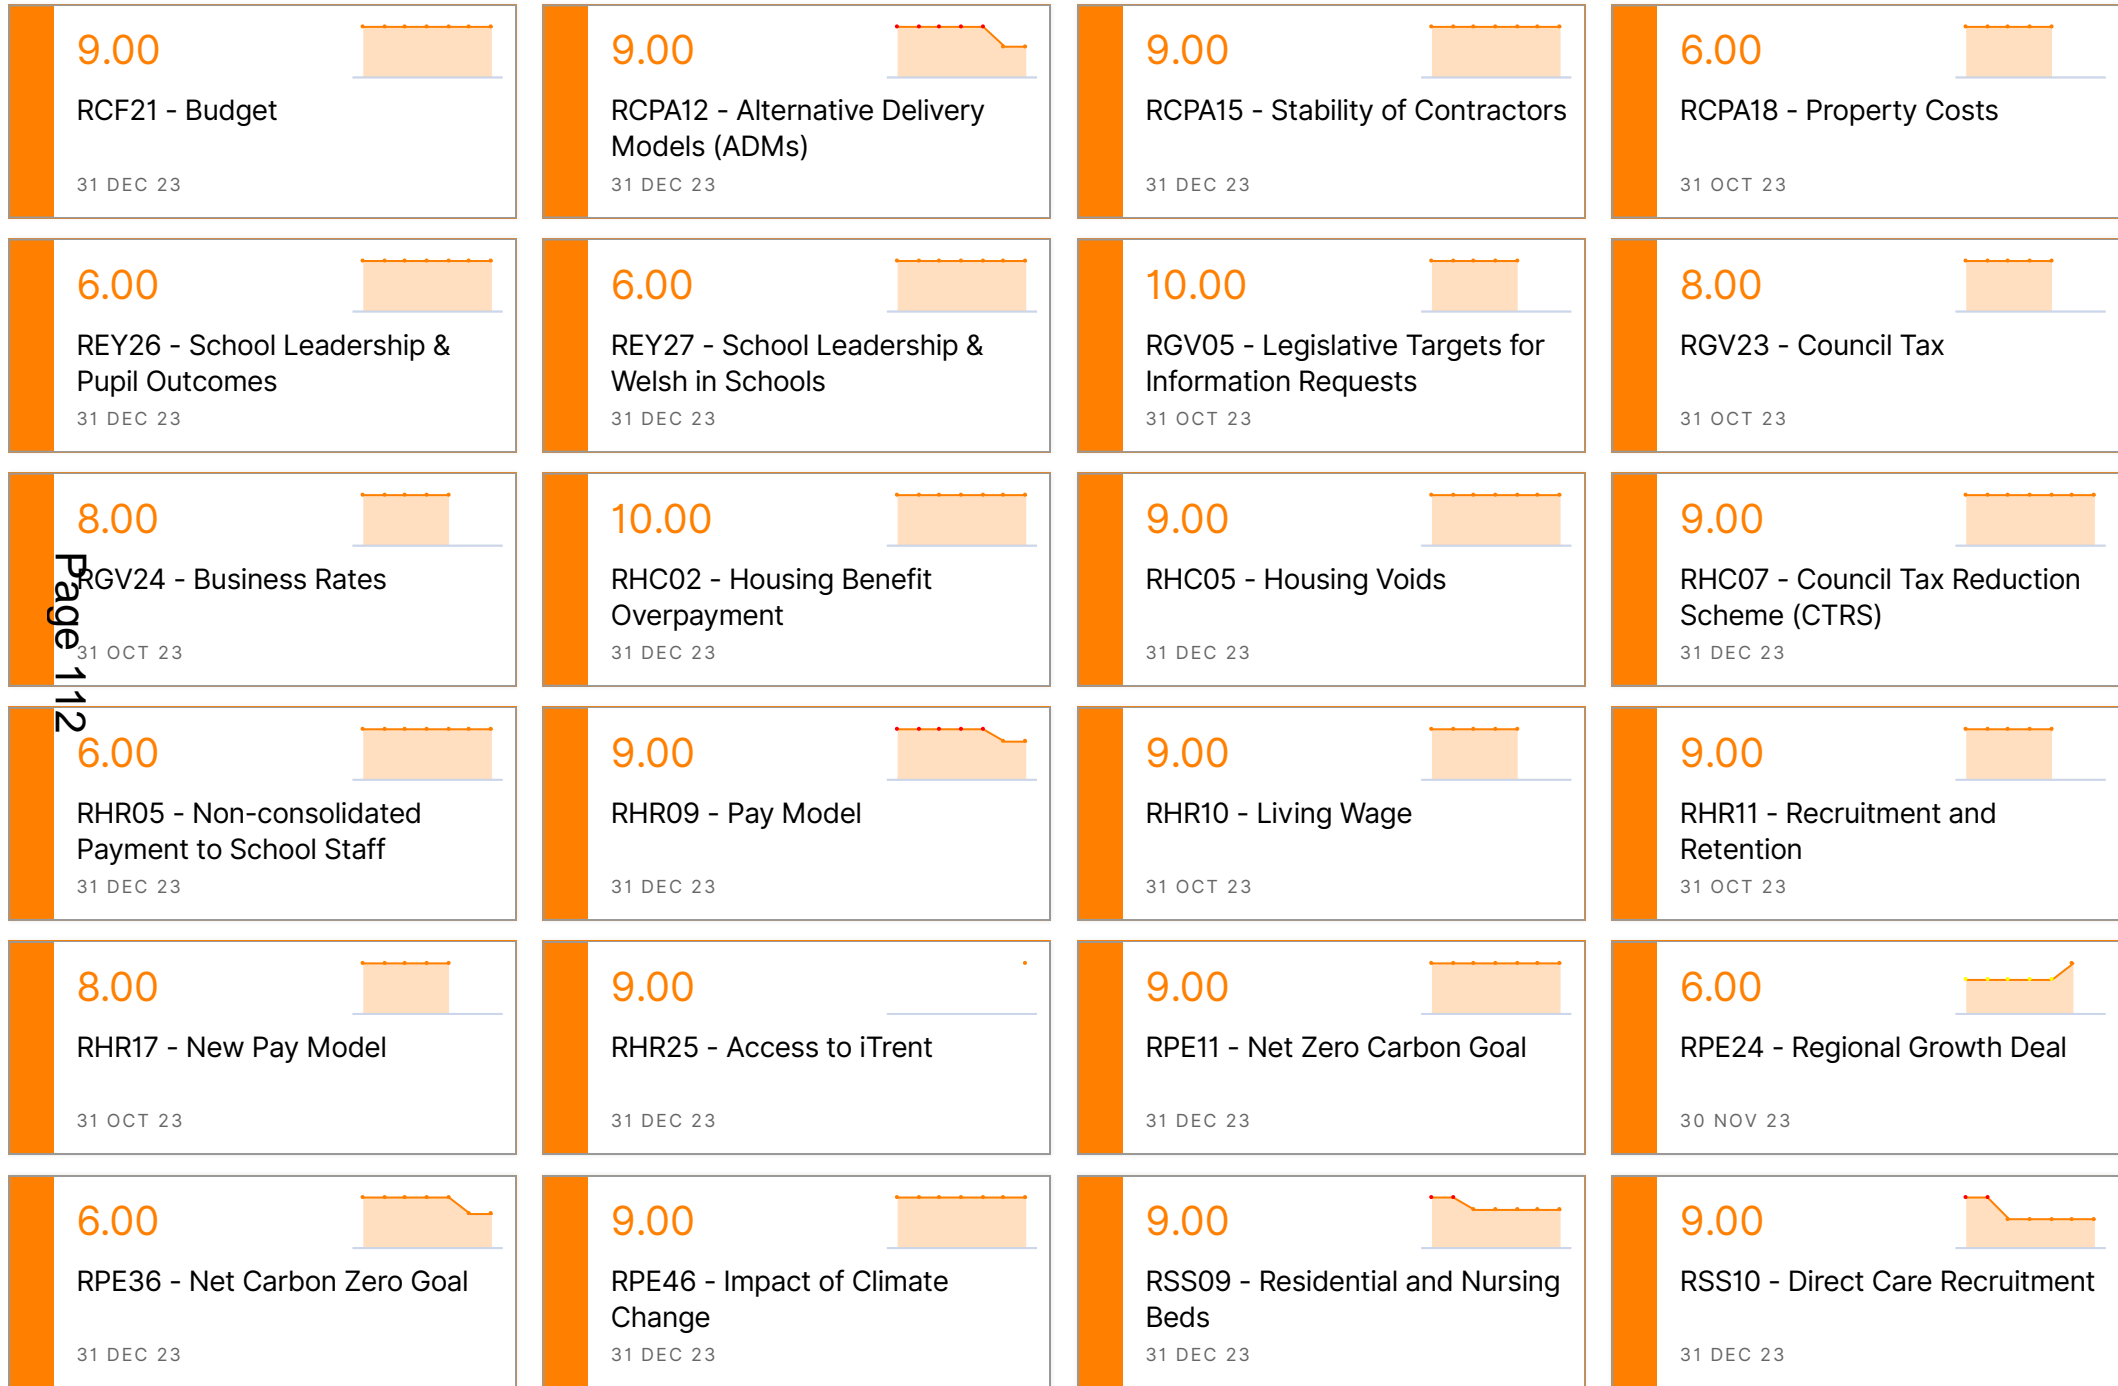 9.00
RCF21 - Budget
31 DEC 23
9.00
RCPA12 - Alternative Delivery
Models (ADMs)
31 DEC 23
9.00
RCPA15 - Stability of Contractors
31 DEC 23
6.00
RCPA18 - Property Costs
31 OCT 23
6.00
REY26 - School Leadership &
Pupil Outcomes
31 DEC 23
6.00
REY27 - School Leadership &
Welsh in Schools
31 DEC 23
10.00
RGV05 - Legislative Targets for
Information Requests
31 OCT 23
8.00
RGV23 - Council Tax
31 OCT 23
8.00
RGV24 - Business Rates
31 OCT 23
Page 112
10.00
RHC02 - Housing Benefit
Overpayment
31 DEC 23
9.00
RHC05 - Housing Voids
31 DEC 23
9.00
RHC07 - Council Tax Reduction
Scheme (CTRS)
31 DEC 23
6.00
RHR05 - Non-consolidated
Payment to School Staff
31 DEC 23
9.00
RHR09 - Pay Model
31 DEC 23
9.00
RHR10 - Living Wage
31 OCT 23
9.00
RHR11 - Recruitment and
Retention
31 OCT 23
8.00
RHR17 - New Pay Model
31 OCT 23
9.00
RHR25 - Access to iTrent
31 DEC 23
9.00
RPE11 - Net Zero Carbon Goal
31 DEC 23
6.00
RPE24 - Regional Growth Deal
30 NOV 23
6.00
RPE36 - Net Carbon Zero Goal
31 DEC 23
9.00
RPE46 - Impact of Climate
Change
31 DEC 23
9.00
RSS09 - Residential and Nursing
Beds
31 DEC 23
9.00
RSS10 - Direct Care Recruitment
31 DEC 23